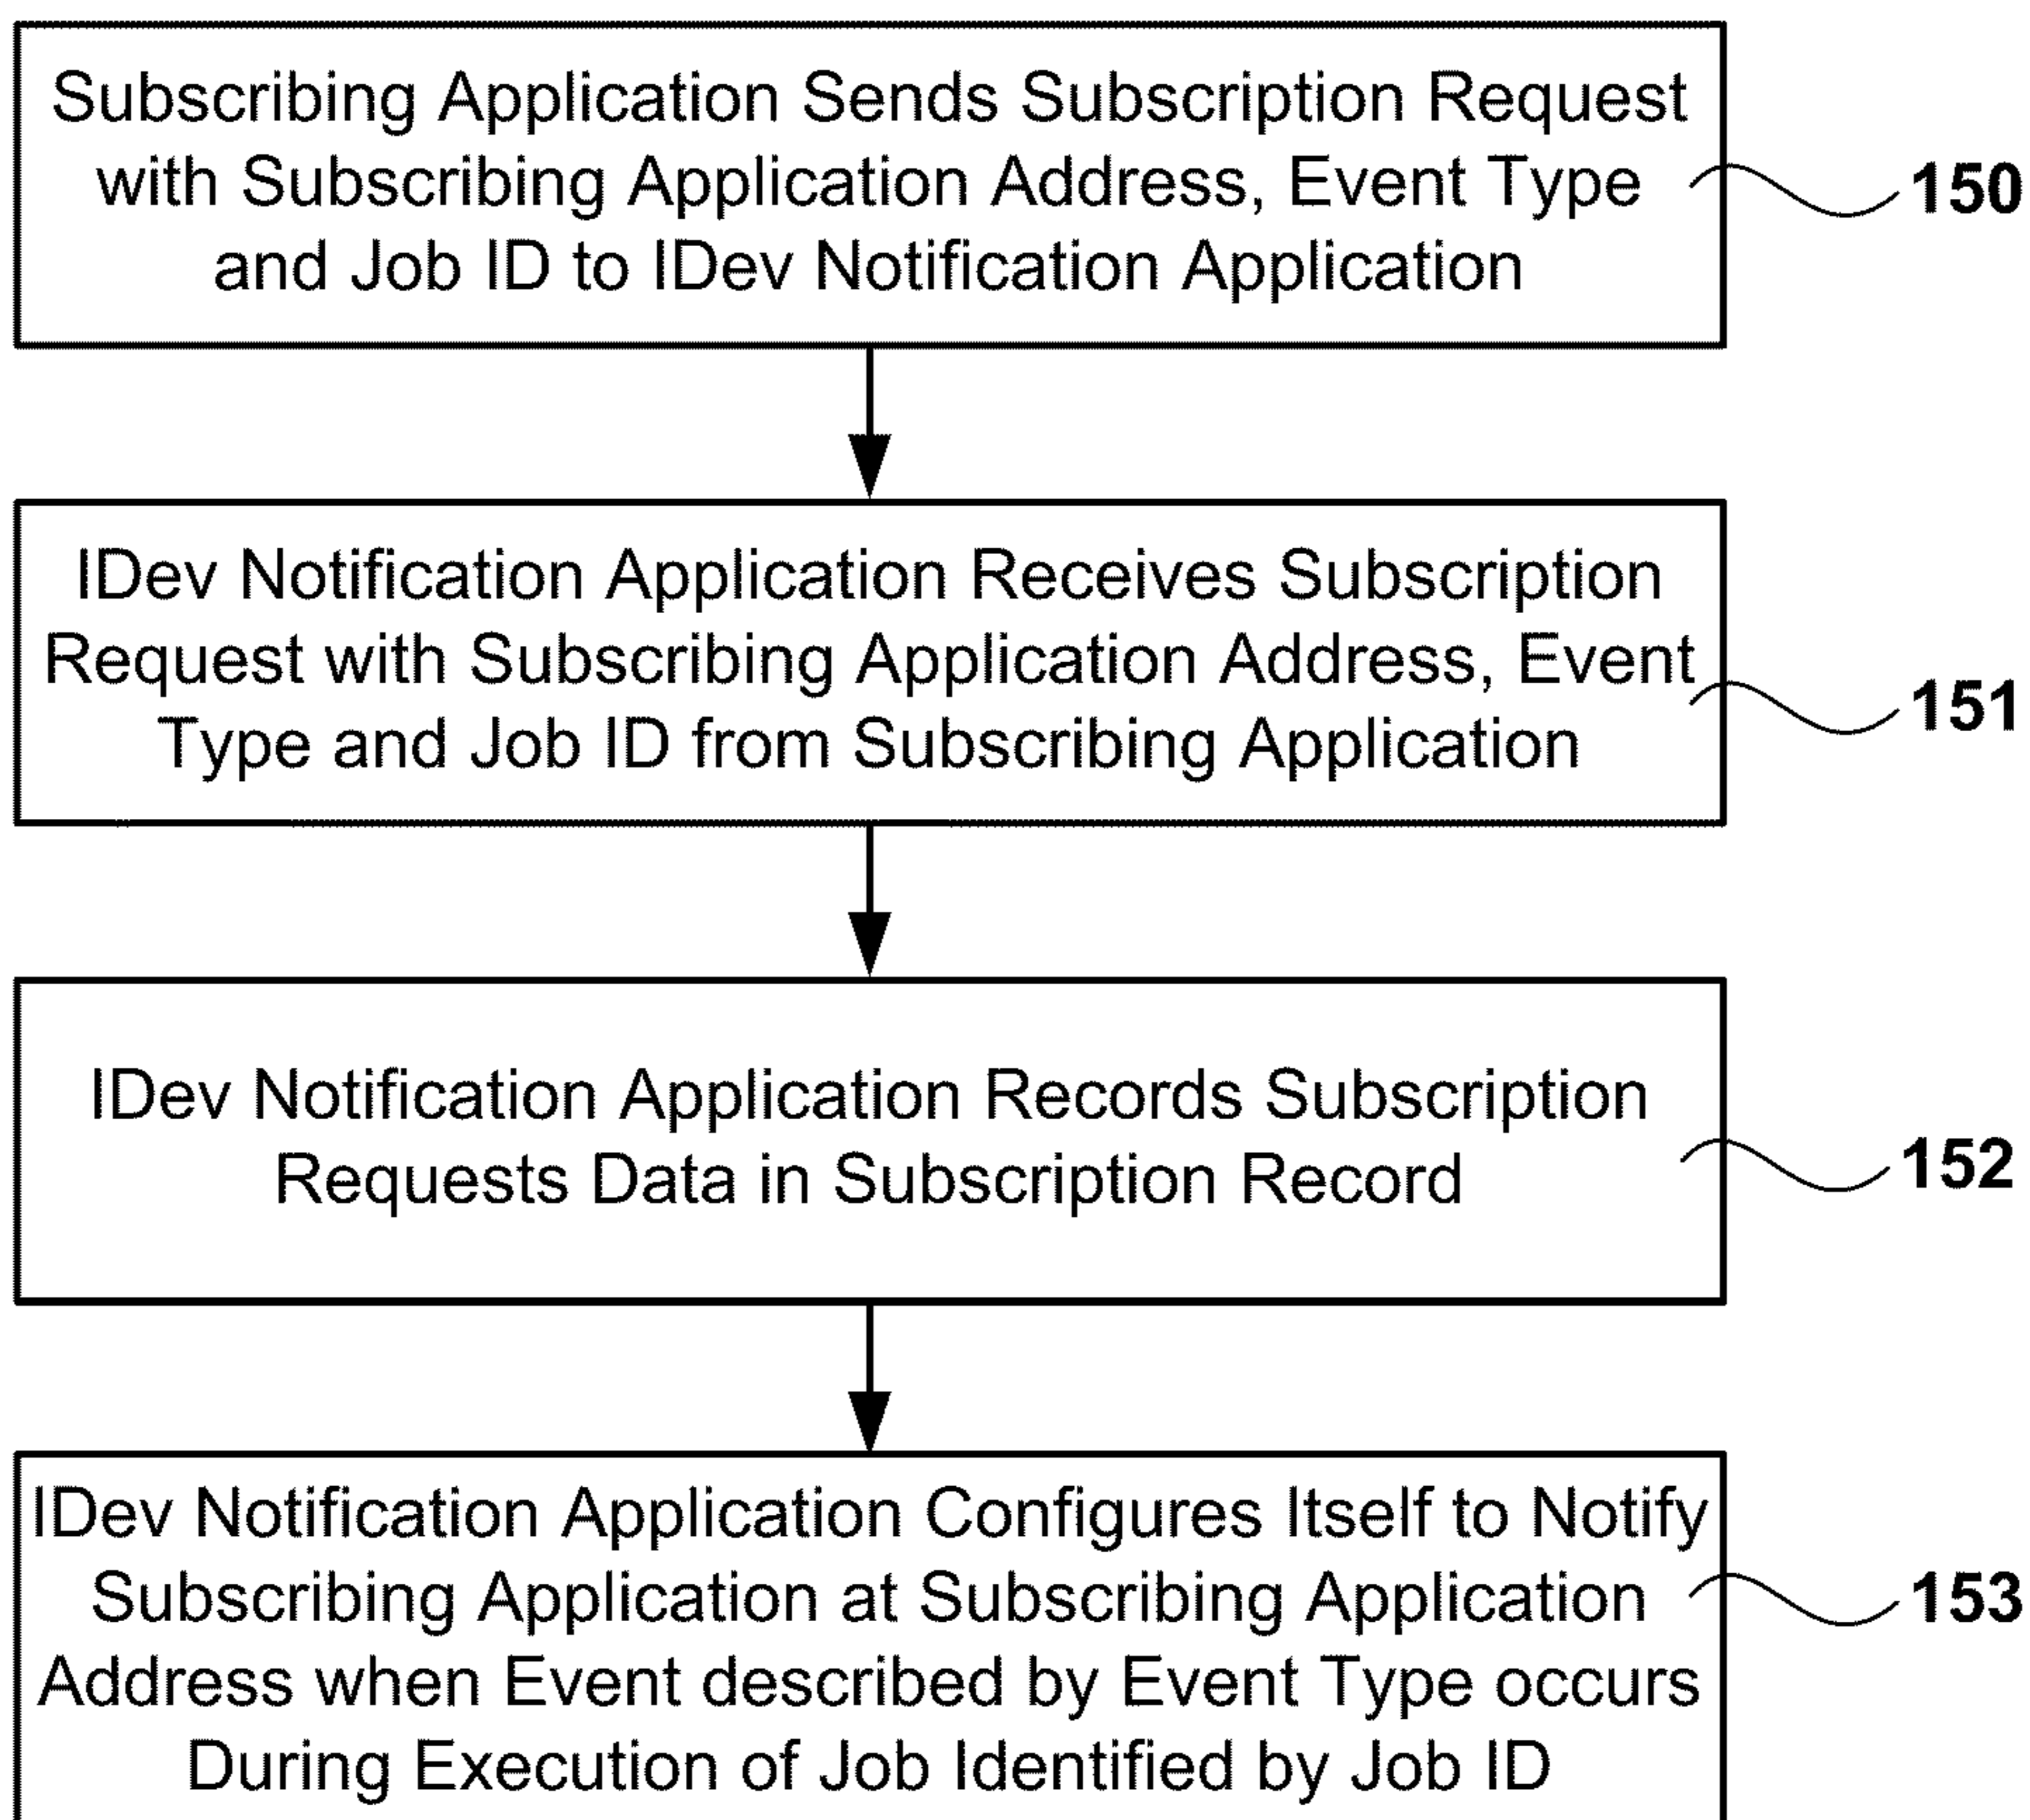 Subscribing Application Sends Subscription Request
with Subscribing Application Address, Event Type
and Job ID to IDev Notification Application
150
IDev Notification Application Receives Subscription
Request with Subscribing Application Address, Event
Type and Job ID from Subscribing Application
151
IDev Notification Application Records Subscription
Requests Data in Subscription Record
152
IDev Notification Application Configures Itself to Notify
Subscribing Application at Subscribing Application
Address when Event described by Event Type occurs
During Execution of Job Identified by Job ID
153